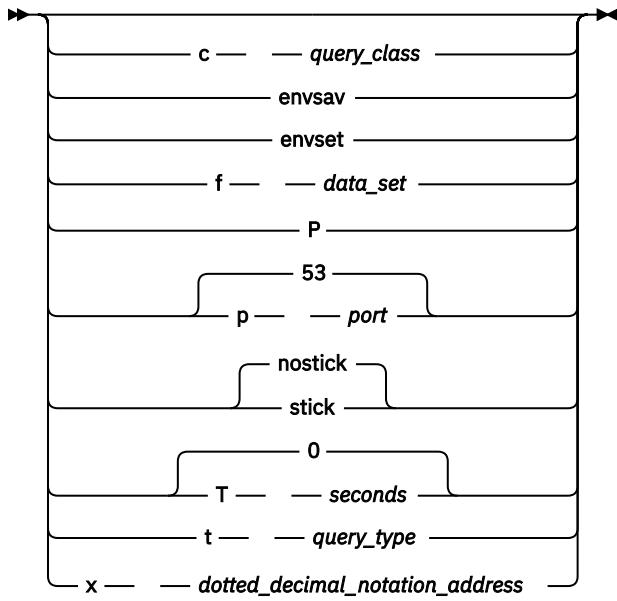 c query_class
envsav
envset
f data_set
P
53
p port
nostick
stick
0
T seconds
t query_type
x dotted_decimal_notation_address